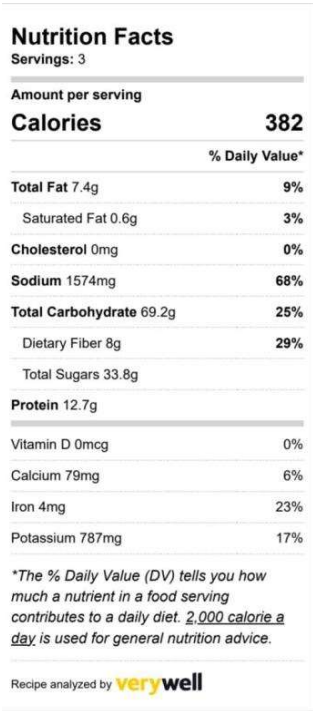 Nutrition Facts
Servings: 3
Amount per serving
Calories 382
% Daily Value*
Total Fat 7.4g 9%
Saturated Fat 0.6g 3%
Cholesterol 0mg 0%
Sodium 1574mg 68%
Total Carbohydrate 69.2g 25%
Dietary Fiber 8g 29%
Total Sugars 33.8g
Protein 12.7g
Vitamin D 0mcg 0%
Calcium 79mg 6%
Iron 4mg 23%
Potassium 787mg 17%
*The % Daily Value (DV) tells you how
much a nutrient in a food serving
contributes to a daily diet. 2,000 calorie a
day is used for general nutrition advice.
Recipe analyzed by verywell